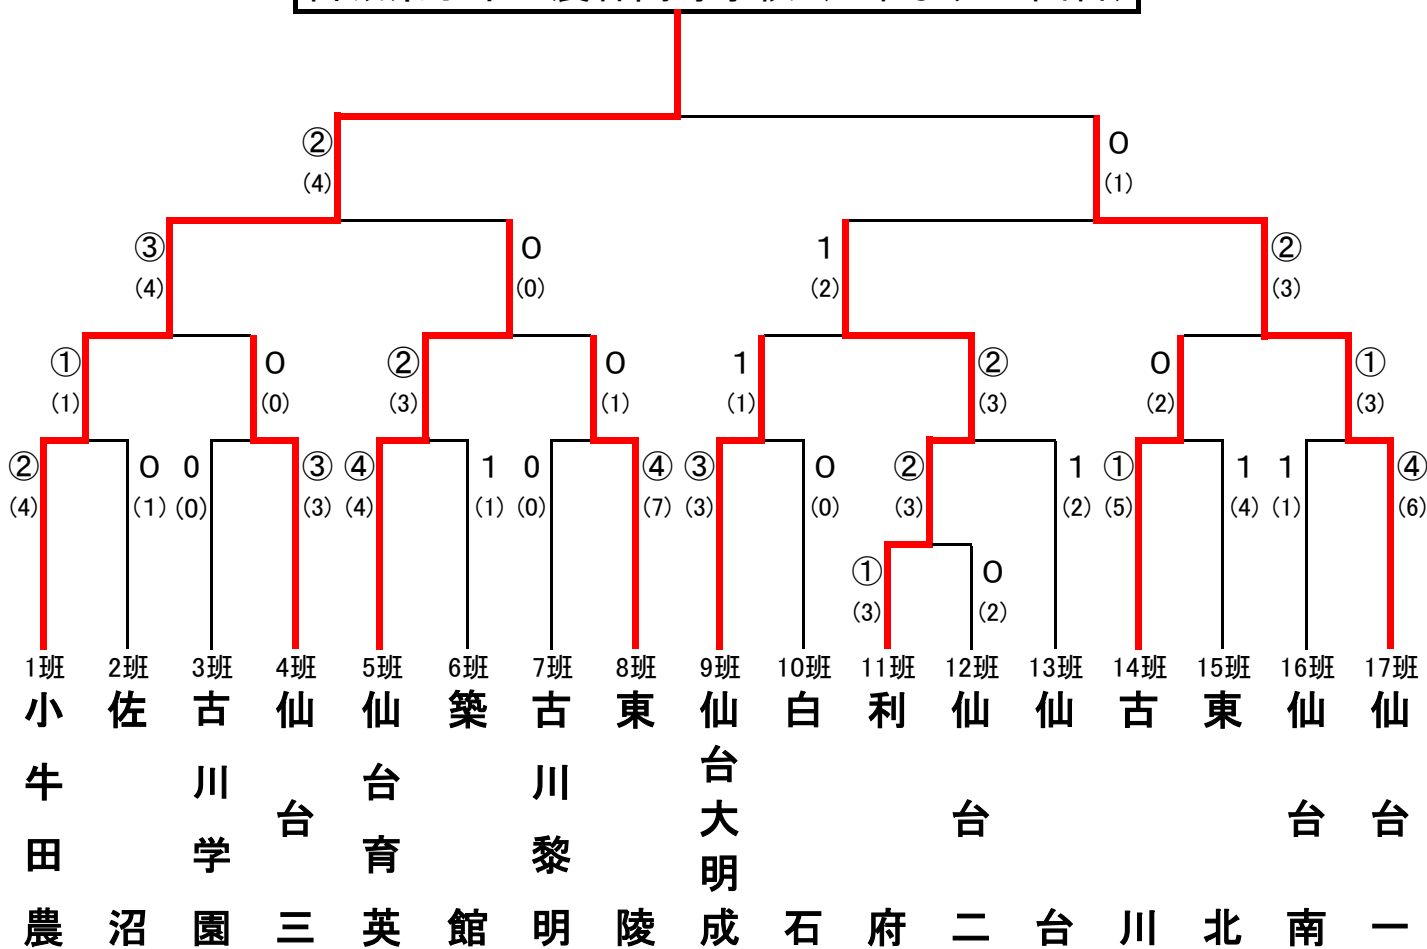 ② 0
(4) (1)
③ 0 1 ②
(4) (0) (2) (3)
① 0 ② 0 1 ② 0 ①
(1) (0) (3) (1) (1) (3) (2) (3)
② 0 0 ③ ④ 1 0 ④ ③ 0 ② 1 ① 1 1 ④
(4) (1) (0) (3) (4) (1) (0) (7) (3) (0) (3) (2) (5) (4) (1) (6)
① 0
(3) (2)
1班 2班 3班 4班 5班 6班 7班 8班 9班 10班 11班 12班 13班 14班 15班 16班 17班
小牛田農
佐沼
古川学園
仙台三
仙台育英
築館
古川黎明
東陵
仙台大明成
白石
利府
仙台二
仙台
古川
東北
仙台南
仙台一